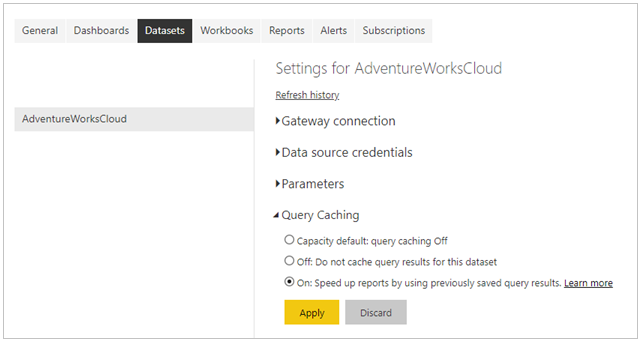 General Dashboards Datasets Workbooks Reports Alerts Subscriptions
Settings for AdventureWorksCloud
Refresh history
AdventureWorksCloud
Gateway connection
Data source credentials
Parameters
Query Caching
Capacity default: query caching Off
Off: Do not cache query results for this dataset
On: Speed up reports by using previously saved query results. Learn more
Apply Discard